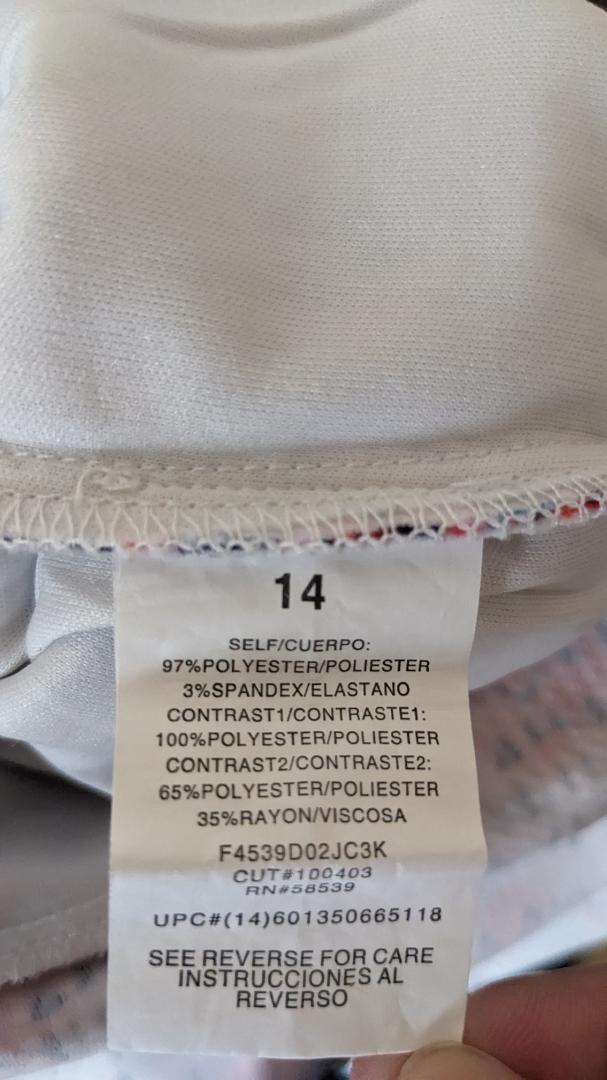 14
SELF/CUERPO:
97%POLYESTER/POLIESTER
3%SPANDEX/ELASTANO
CONTRAST1/CONTRASTE1:
100%POLYESTER/POLIESTER
CONTRAST2/CONTRASTE2:
65%POLYESTER/POLIESTER
35%RAYON/VISCOSA
F4539D02JC3K
CUT#100403
RN#58539
UPC#(14)601350665118
SEE REVERSE FOR CARE
INSTRUCCIONES AL
REVERSO